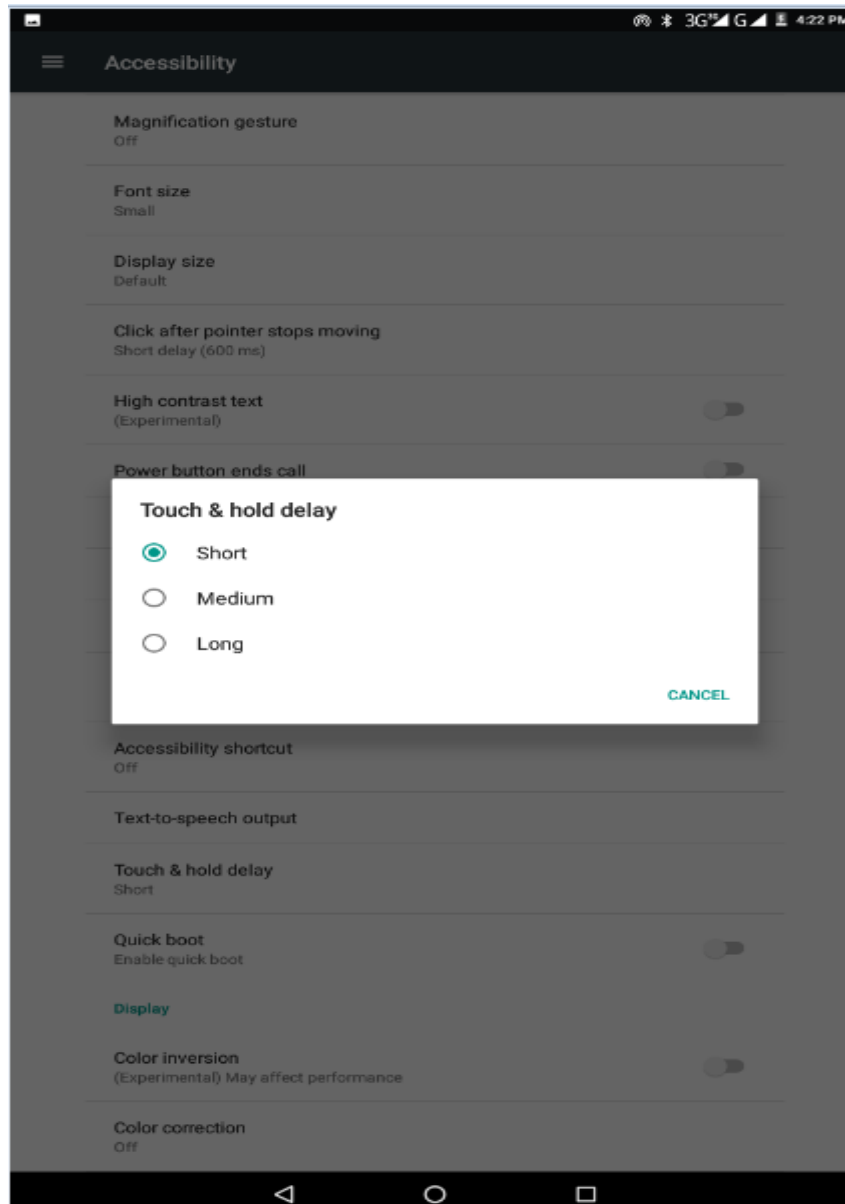 3G 3G G 4:22 PM
Accessibility
Magnification gesture
Off
Font size
Small
Display size
Default
Click after pointer stops moving
Short delay (600 ms)
High contrast text
(Experimental)
Power button ends call
Touch & hold delay
Short
Medium
Long
CANCEL
Accessibility shortcut
Off
Text-to-speech output
Touch & hold delay
Short
Quick boot
Enable quick boot
Display
Color inversion
(Experimental) May affect performance
Color correction
Off